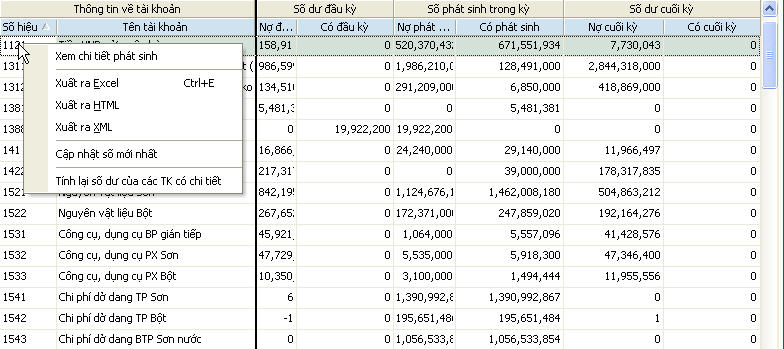 Thông tin về tài khoản Số dư đầu kỳ Số phát sinh trong kỳ Số dư cuối kỳ
Số hiệu Tên tài khoản Nợ đ... Có đầu kỳ Nợ phát ... Có phát sinh Nợ cuối kỳ Có cuối kỳ
158,91 0 520,370,43 671,551,934 7,730,043 0
Xem chi tiết phát sinh
131 ( 986,59 0 1,986,210,0 128,491,000 2,844,318,000 0
Xuất ra Excel Ctrl+E
ko 134,51 0 291,209,00 6,850,000 418,869,000 0
Xuất ra HTML
1381 5,481,3 0 0 5,481,381 0 0
Xuất ra XML
1388 0 19,922,200 19,922,200 0 0 0
141 16,866, 0 24,240,000 29,140,000 11,966,497 0
Cập nhật số mới nhất
217,31 0 0 39,000,000 178,317,835 0
Tính lại số dư của các TK có chi tiết
1521 842,19 0 1,124,676,1 1,462,008,180 504,863,212 0
1522 Nguyên vật liệu Bột 267,65 0 172,371,00 247,859,020 192,164,276 0
1531 Công cụ, dụng cụ BP gián tiếp 45,921 0 1,064,000 5,557,096 41,428,576 0
1532 Công cụ, dụng cụ PX Sơn 47,729, 0 5,535,000 5,918,300 47,346,400 0
1533 Công cụ, dụng cụ PX Bột 10,350, 0 3,100,000 1,494,444 11,955,556 0
1541 Chi phí dở dang TP Sơn 6 0 1,390,992,8 1,390,992,867 0 0
1542 Chi phí dở dang TP Bột -1 0 195,651,48 195,651,484 1 0
1543 Chi phí dở dang BTP Sơn nước 0 0 1,056,533,8 1,056,533,854 0 0